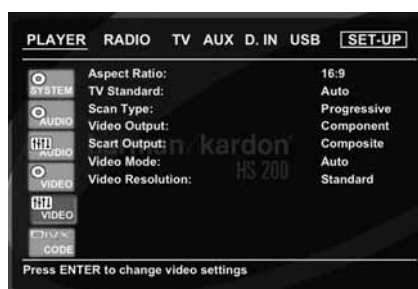 PLAYER RADIO TV AUX D. IN USB SET-UP
SYSTEM
AUDIO
AUDIO
VIDEO
VIDEO
DIVX
CODE
Aspect Ratio: 16:9
TV Standard: Auto
Scan Type: Progressive
Video Output: Component
Scart Output: Composite
Video Mode: Auto
Video Resolution: Standard
harman/kardon
HS 200
Press ENTER to change video settings